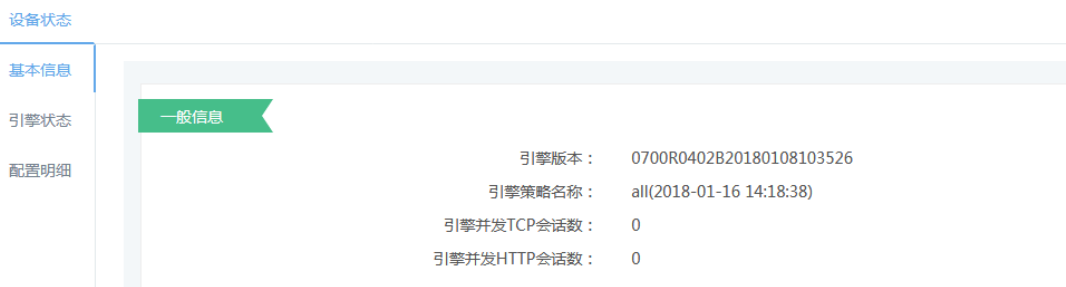 设备状态
基本信息
引擎状态
配置明细
一般信息
引擎版本： 0700R0402B20180108103526
引擎策略名称： all(2018-01-16 14:18:38)
引擎并发TCP会话数： 0
引擎并发HTTP会话数： 0